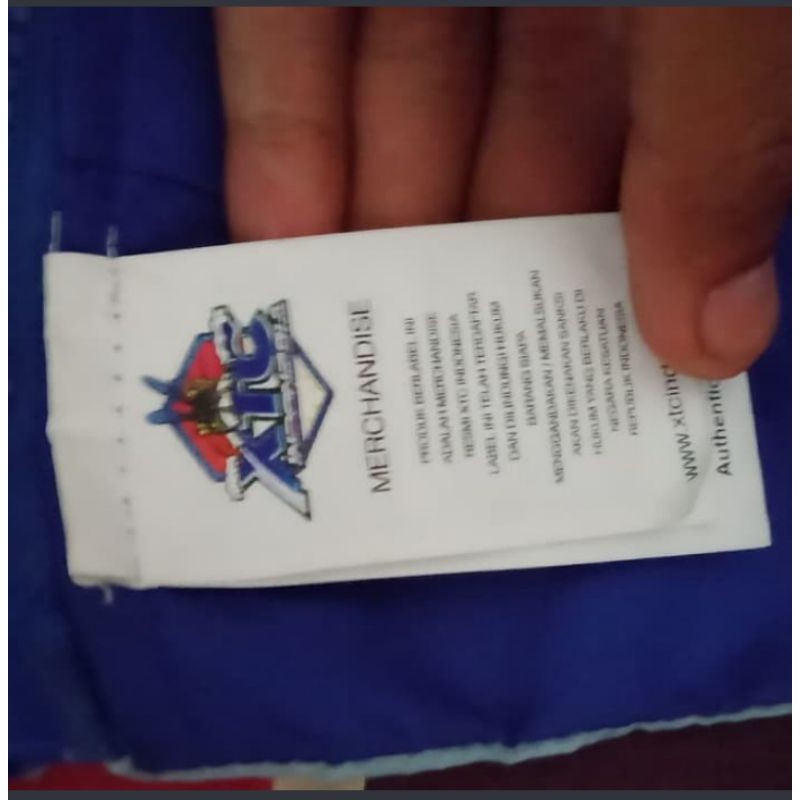 XTC
MERCHANDISE
PRODUK BERLABEL INI
ADALAH MERCHANDISE
RESMI XTC INDONESIA
LABEL INI TELAH TERDAFTAR
DAN DILINDUNGI HUKUM
BARANG SIAPA
MENGGANDAKAN / MEMALSUKAN
AKAN DIKENAKAN SANKSI
HUKUM YANG BERLAKU DI
NEGARA KESATUAN
REPUBLIK INDONESIA
www.xtcind
Authentic